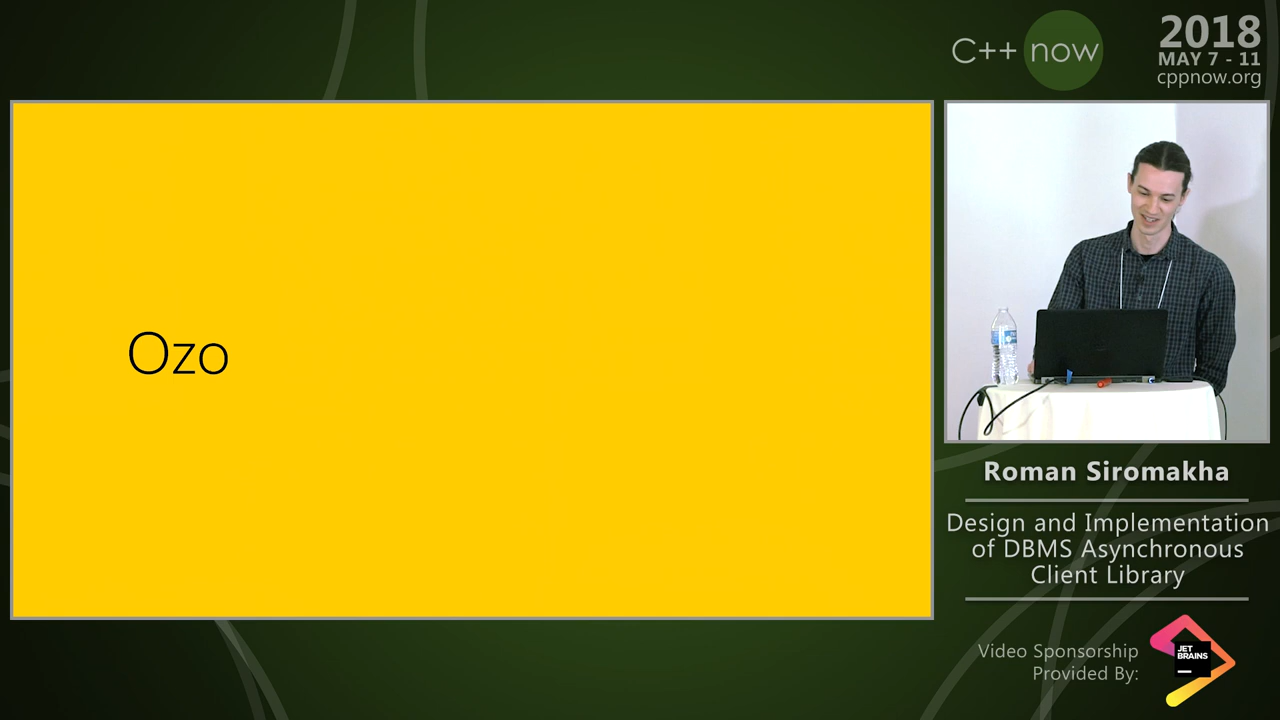 C++ now
2018
MAY 7 - 11
cppnow.org
Ozo
Roman Siromakha
Design and Implementation
of DBMS Asynchronous
Client Library
Video Sponsorship
Provided By:
JET
BRAINS